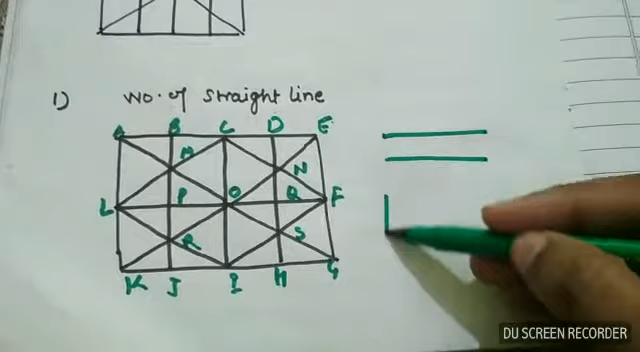 1) No. of straight line
A B C D E
M N
L P O Q F
R S
K J I H G
DU SCREEN RECORDER